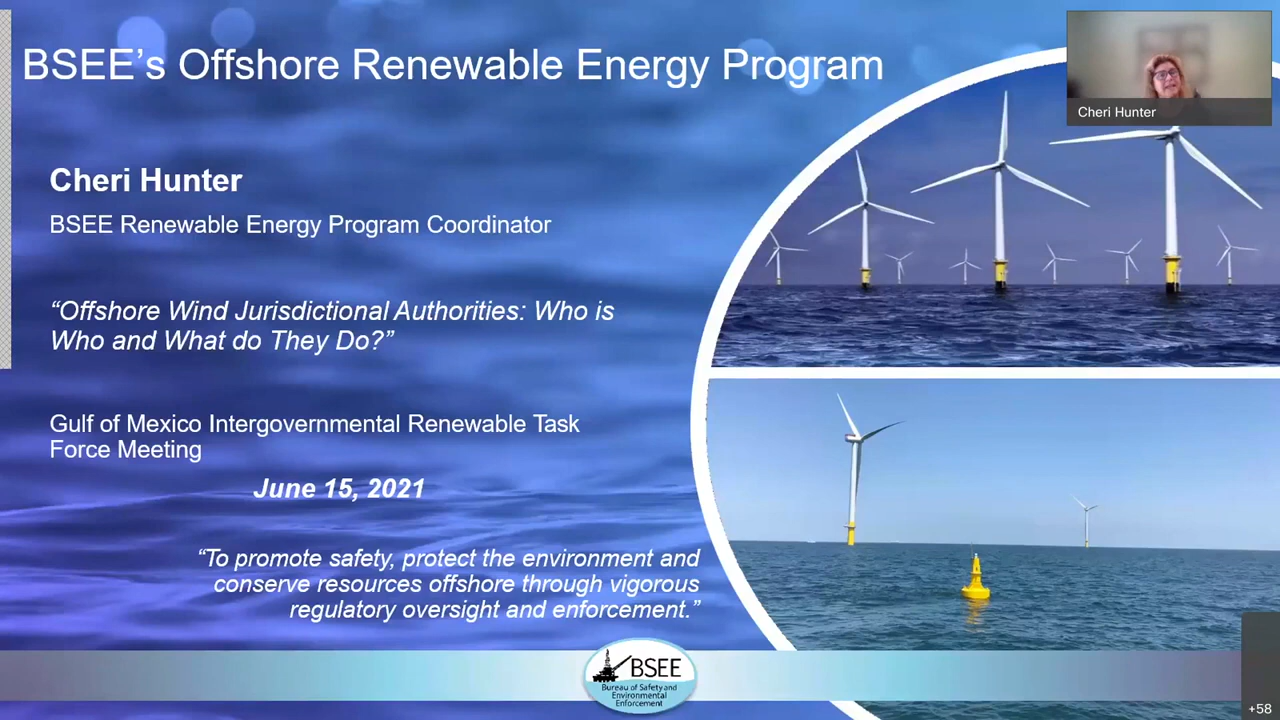 BSEE’s Offshore Renewable Energy Program
Cheri Hunter
Cheri Hunter
BSEE Renewable Energy Program Coordinator
“Offshore Wind Jurisdictional Authorities: Who is
Who and What do They Do?”
Gulf of Mexico Intergovernmental Renewable Task
Force Meeting
June 15, 2021
“To promote safety, protect the environment and
conserve resources offshore through vigorous
regulatory oversight and enforcement.”
BSEE
Bureau of Safety and
Environmental
Enforcement
+58